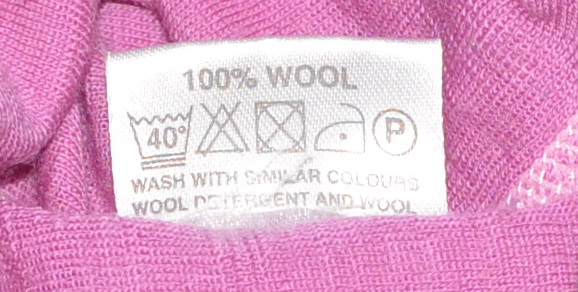 100% WOOL
40° P
WASH WITH SIMILAR COLOURS
WOOL DETERGENT AND WOOL